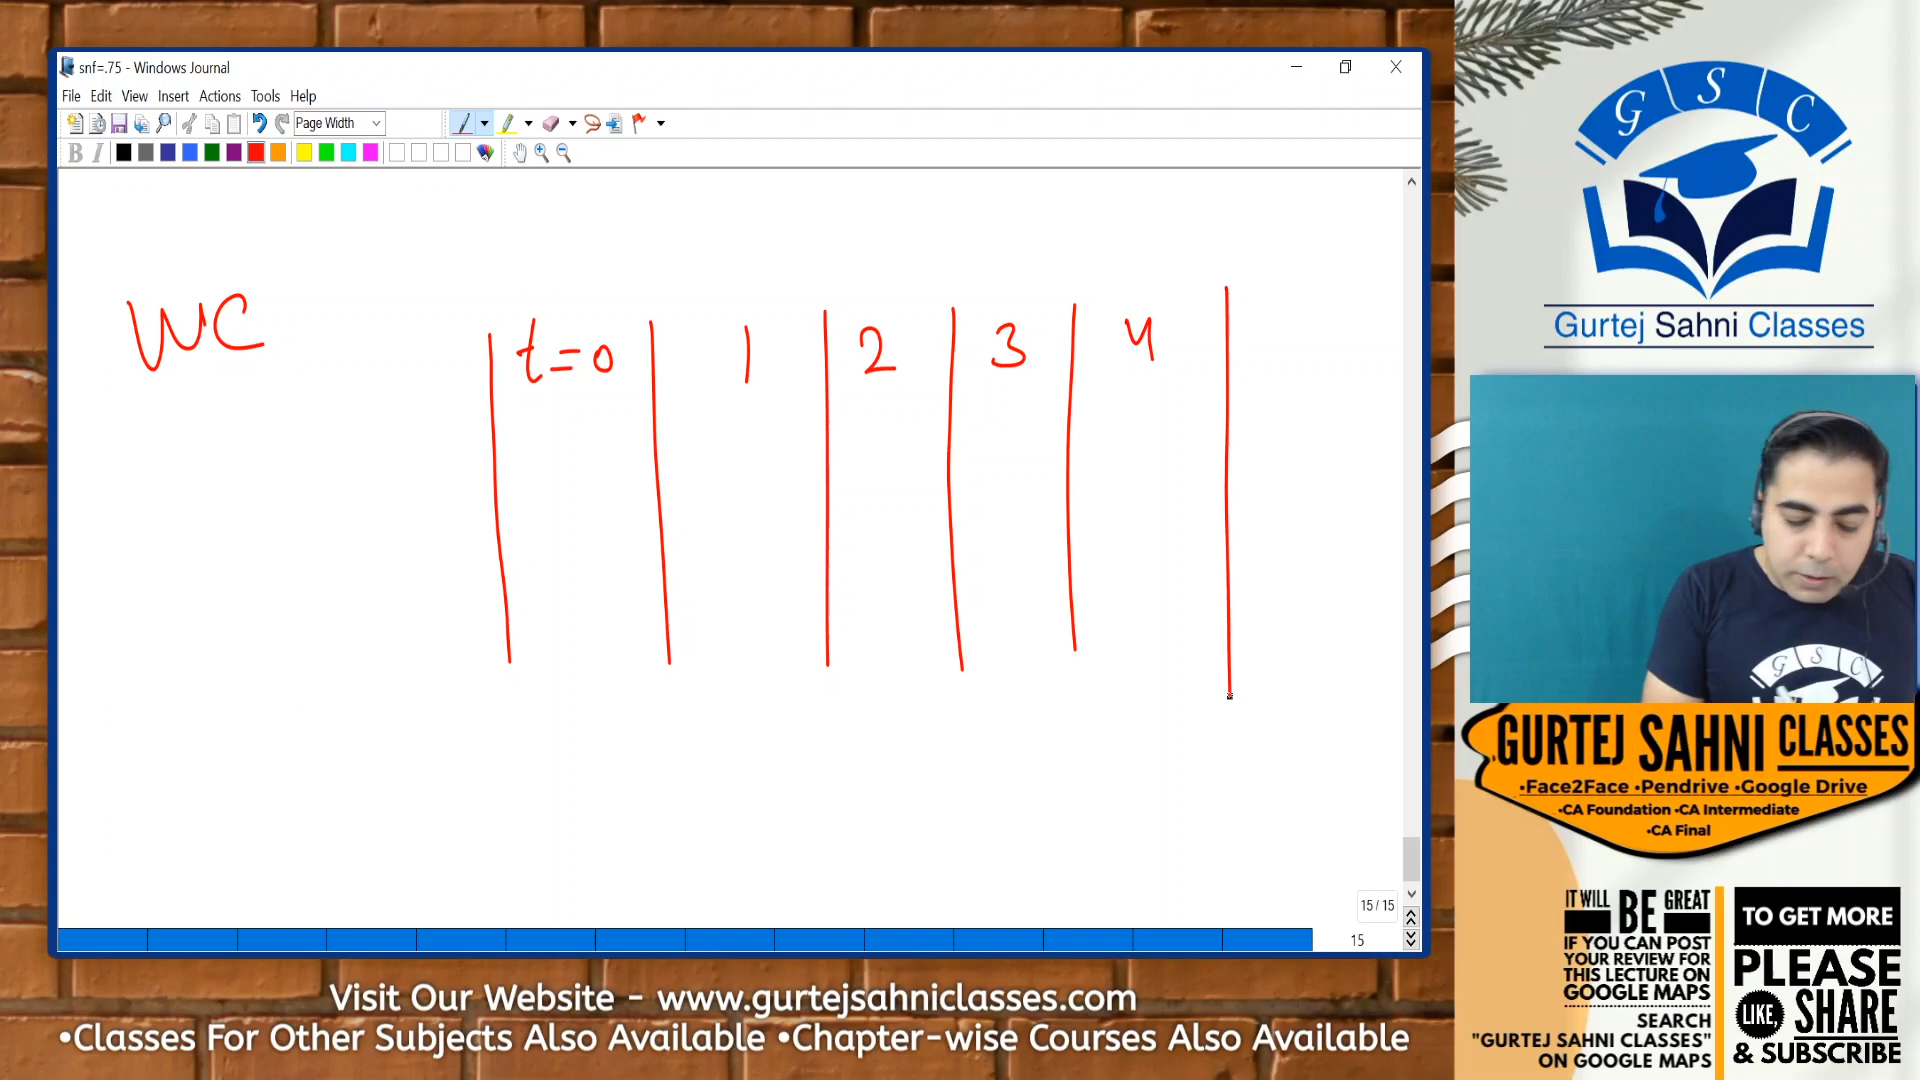 snf=.75 - Windows Journal
File Edit View Insert Actions Tools Help
Page Width
B I
WC
t=0 1 2 3 4
15 / 15
15
G S C
Gurtej Sahni Classes
G S C
GURTEJ SAHNI CLASSES
•Face2Face •Pendrive •Google Drive
•CA Foundation •CA Intermediate
•CA Final
IT WILL BE GREAT
IF YOU CAN POST
YOUR REVIEW FOR
THIS LECTURE ON
GOOGLE MAPS
SEARCH
"GURTEJ SAHNI CLASSES"
ON GOOGLE MAPS
TO GET MORE
PLEASE
LIKE, SHARE
& SUBSCRIBE
Visit Our Website - www.gurtejsahniclasses.com
•Classes For Other Subjects Also Available •Chapter-wise Courses Also Available